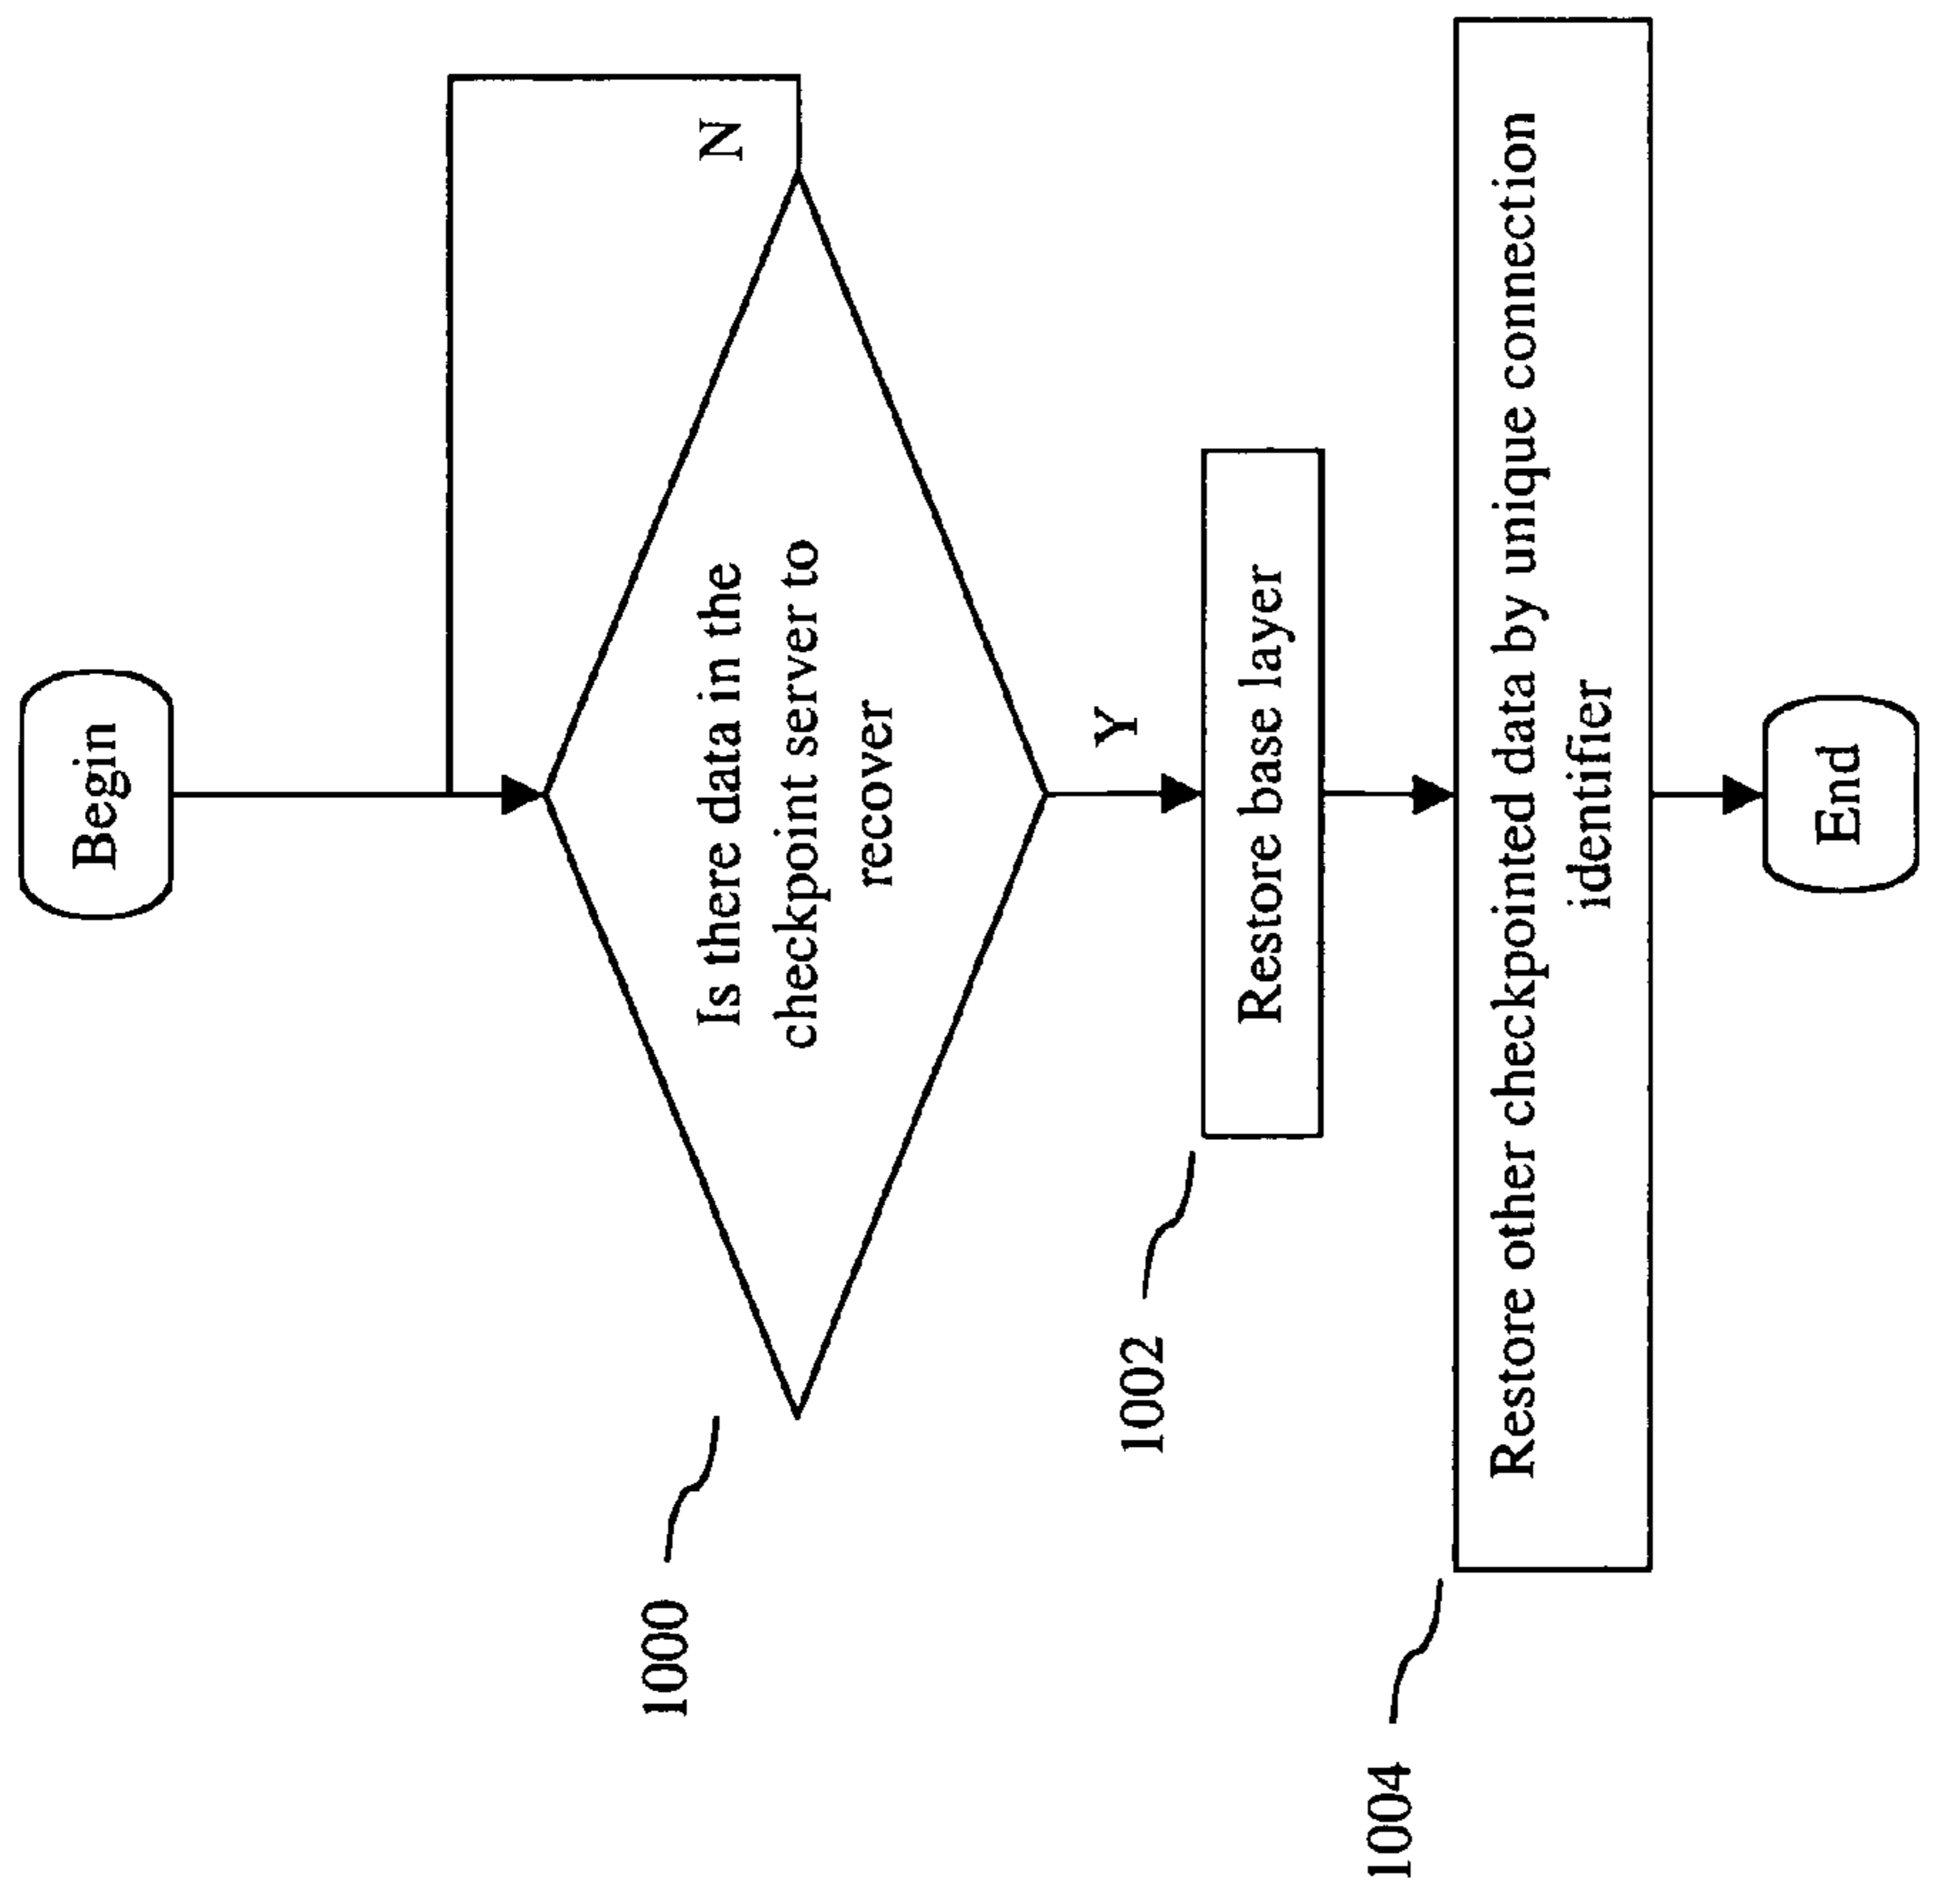 Begin
1000
Is there data in the
checkpoint server to
recover
N
Y
1002
Restore base layer
1004
Restore other checkpointed data by unique connection
identifier
End